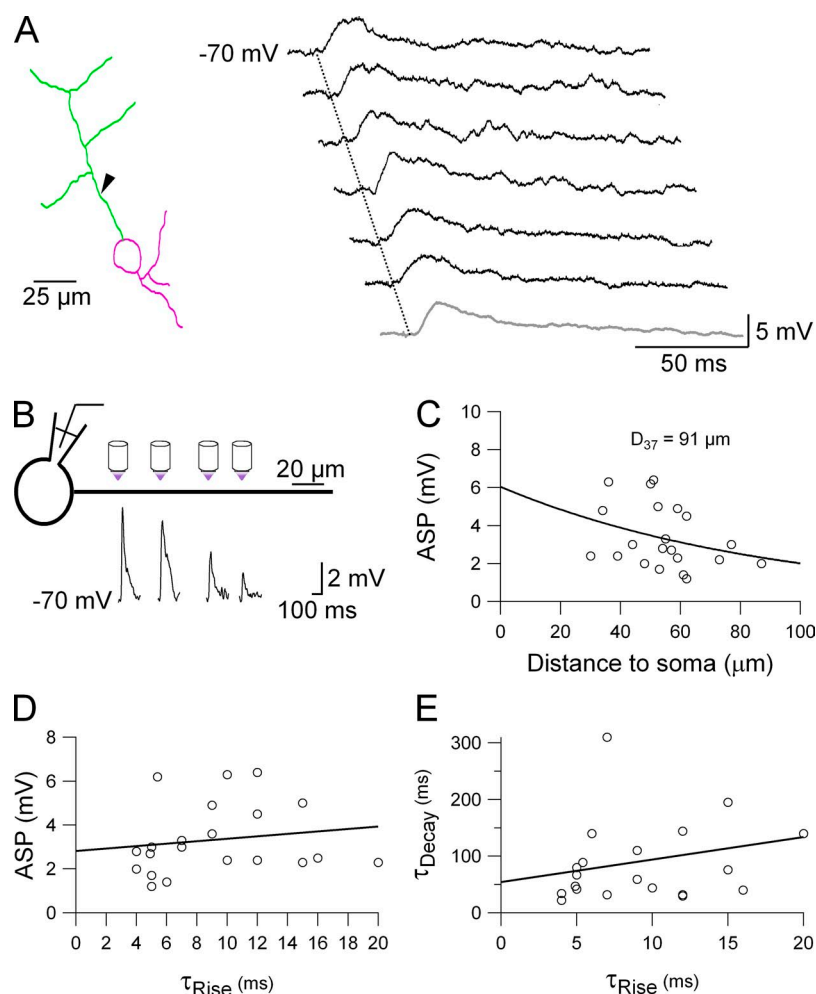 A
-70 mV
25 µm
5 mV
50 ms
B
20 µm
-70 mV
2 mV
100 ms
C
10
8
6
4
2
0
ASP (mV)
D37 = 91 µm
0 20 40 60 80 100
Distance to soma (µm)
D
8
6
4
2
0
ASP (mV)
0 2 4 6 8 10 12 14 16 18 20
τRise (ms)
E
300
200
100
0
τDecay (ms)
0 5 10 15 20
τRise (ms)